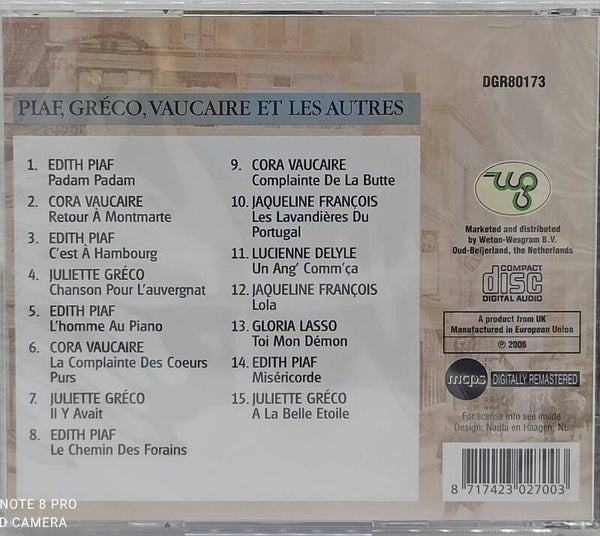 DGR80173
PIAF, GRÉCO, VAUCAIRE ET LES AUTRES
1. EDITH PIAF
Padam Padam
2. CORA VAUCAIRE
Retour À Montmarte
3. EDITH PIAF
C'est À Hambourg
4. JULIETTE GRÉCO
Chanson Pour L'auvergnat
5. EDITH PIAF
L'homme Au Piano
6. CORA VAUCAIRE
La Complainte Des Coeurs
Purs
7. JULIETTE GRÉCO
Il Y Avait
8. EDITH PIAF
Le Chemin Des Forains
9. CORA VAUCAIRE
Complainte De La Butte
10. JAQUELINE FRANÇOIS
Les Lavandières Du
Portugal
11. LUCIENNE DELYLE
Un Ang' Comm'ça
12. JAQUELINE FRANÇOIS
Lola
13. GLORIA LASSO
Toi Mon Démon
14. EDITH PIAF
Miséricorde
15. JULIETTE GRÉCO
A La Belle Etoile
Marketed and distributed
by Weton-Wesgram B.V.
Oud-Beijerland, the Netherlands
COMPACT
disc
DIGITAL AUDIO
A product from UK
Manufactured in European Union
℗ 2006
mcps DIGITALLY REMASTERED
For license info see inside
Design: Nauta en Haagen, NL
8 717423 027003
NOTE 8 PRO
D CAMERA